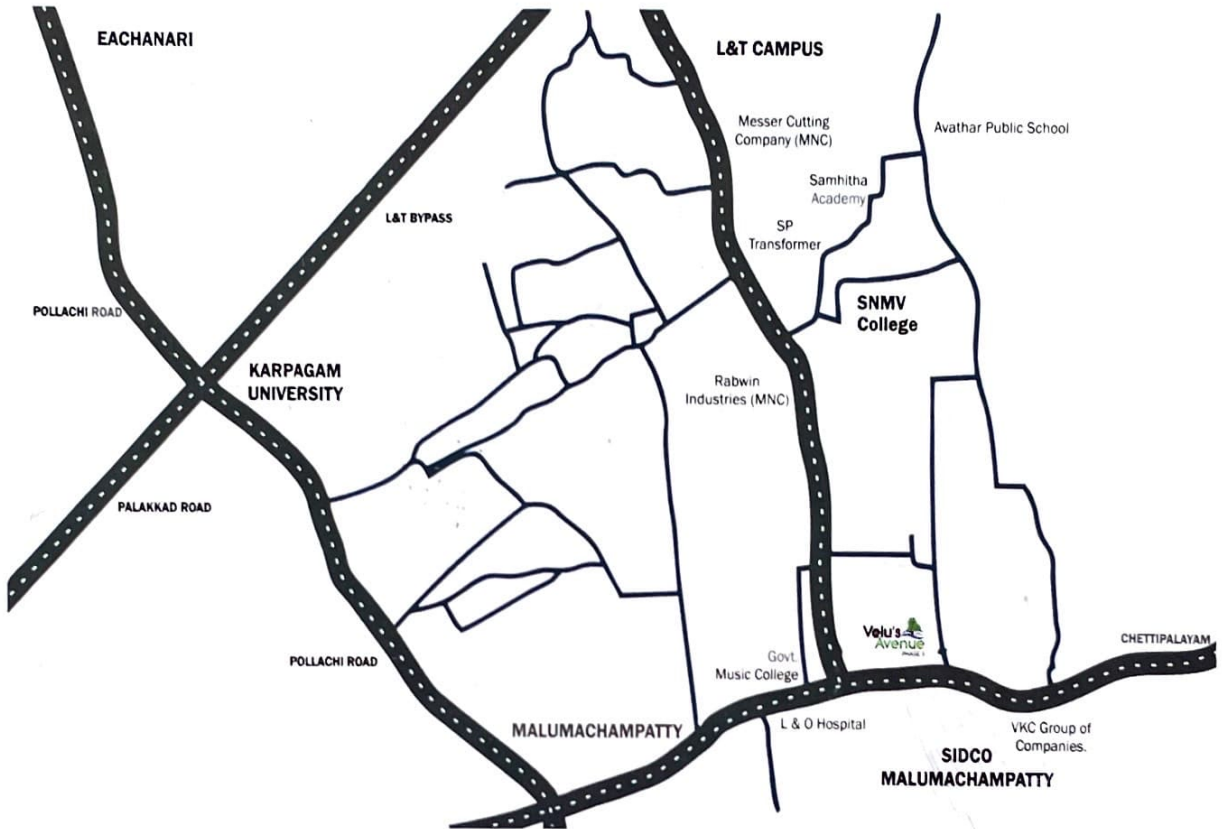 EACHANARI
L&T CAMPUS
Messer Cutting
Company (MNC)
Avathar Public School
Samhitha
Academy
L&T BYPASS
SP
Transformer
POLLACHI ROAD
SNMV
College
KARPAGAM
UNIVERSITY
Rabwin
Industries (MNC)
PALAKKAD ROAD
Velu's
Avenue
PHASE 1
CHETTIPALAYAM
POLLACHI ROAD
Govt.
Music College
MALUMACHAMPATTY
L & O Hospital
VKC Group of
Companies.
SIDCO
MALUMACHAMPATTY